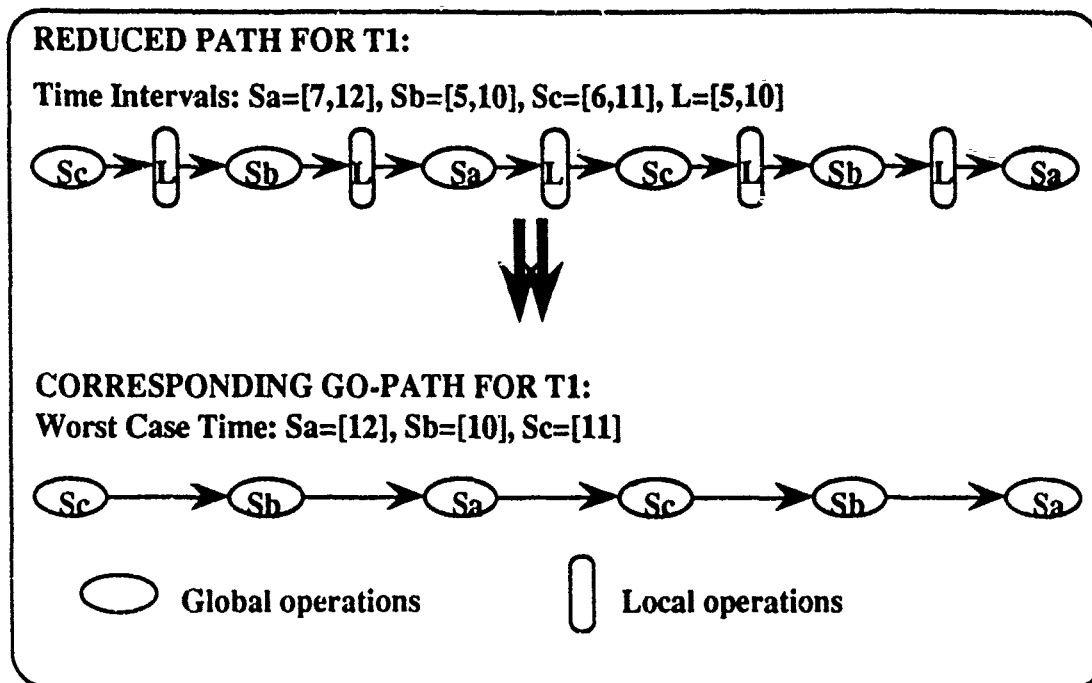 REDUCED PATH FOR T1:
Time Intervals: Sa=[7,12], Sb=[5,10], Sc=[6,11], L=[5,10]
Sc L Sb L Sa L Sc L Sb L Sa
CORRESPONDING GO-PATH FOR T1:
Worst Case Time: Sa=[12], Sb=[10], Sc=[11]
Sc Sb Sa Sc Sb Sa
Global operations Local operations